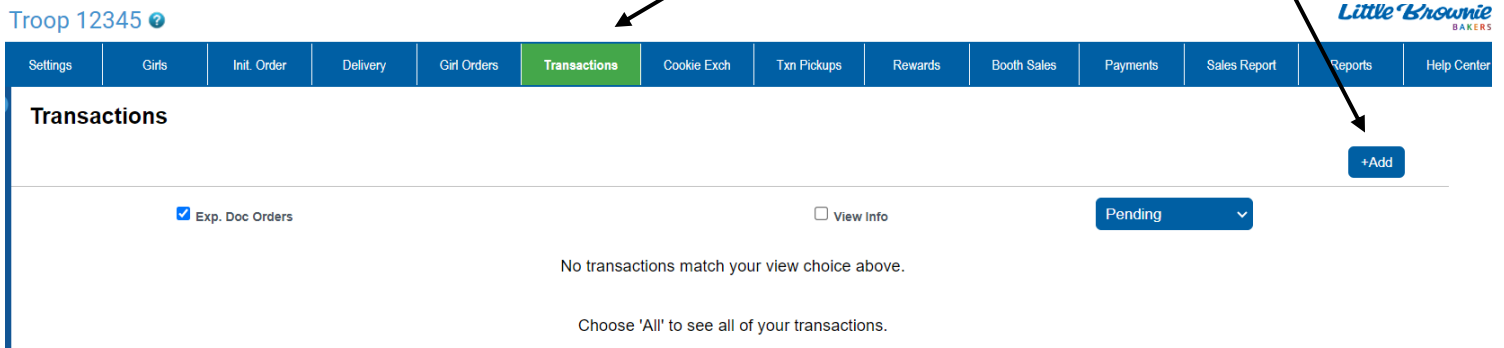 Troop 12345 ?
Little Brownie
BAKERS
Settings Girls Init. Order Delivery Girl Orders Transactions Cookie Exch Txn Pickups Rewards Booth Sales Payments Sales Report Reports Help Center
Transactions
+Add
Exp. Doc Orders View Info Pending
No transactions match your view choice above.
Choose 'All' to see all of your transactions.